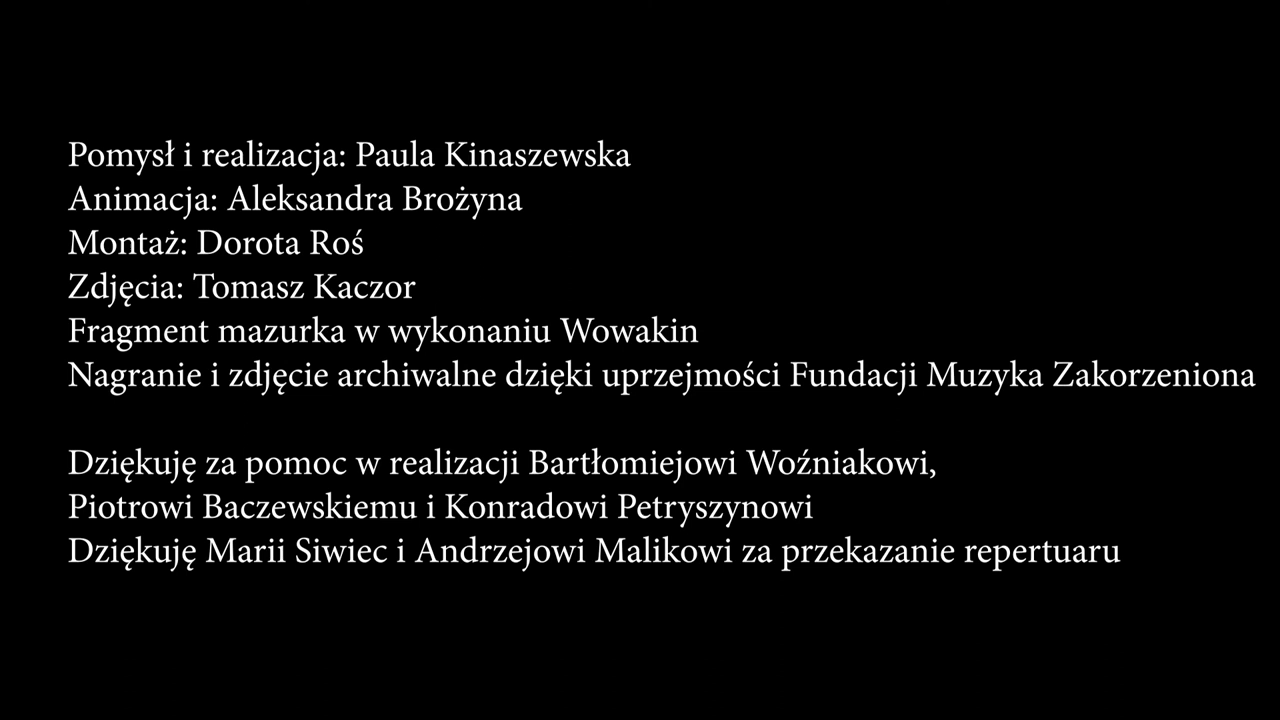 Pomysł i realizacja: Paula Kinaszewska
Animacja: Aleksandra Brożyna
Montaż: Dorota Roś
Zdjęcia: Tomasz Kaczor
Fragment mazurka w wykonaniu Wowakin
Nagranie i zdjęcie archiwalne dzięki uprzejmości Fundacji Muzyka Zakorzeniona
Dziękuję za pomoc w realizacji Bartłomiejowi Woźniakowi,
Piotrowi Baczewskiemu i Konradowi Petryszynowi
Dziękuję Marii Siwiec i Andrzejowi Malikowi za przekazanie repertuaru